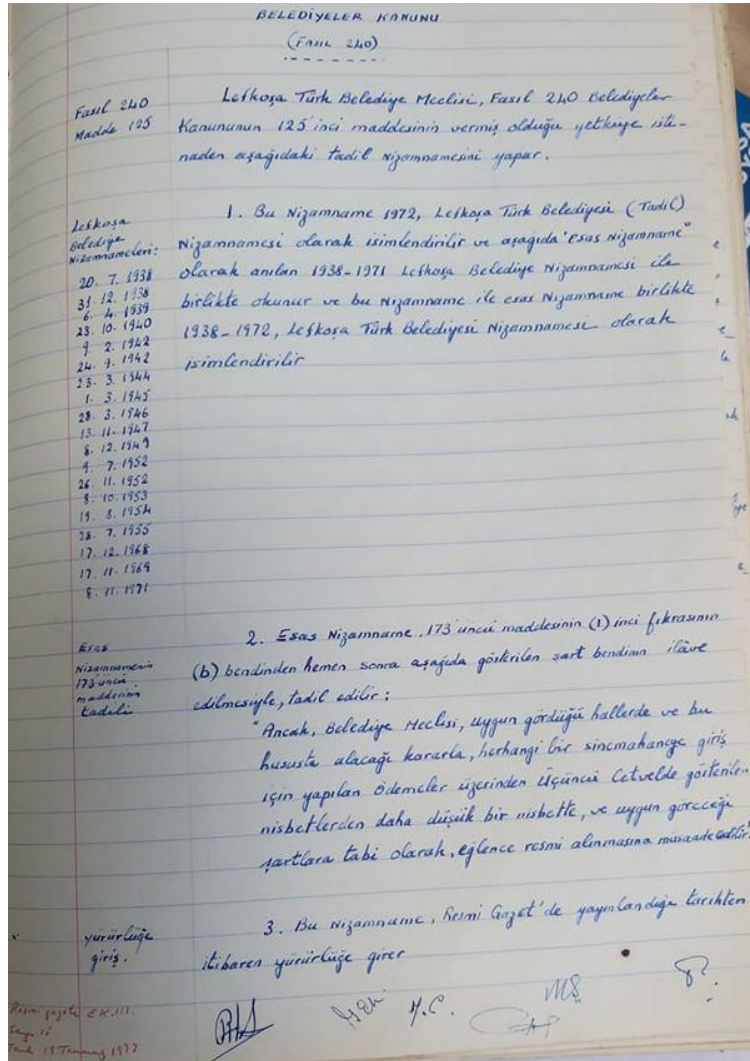 BELEDİYELER KANUNU
(FASIL 240)
Fasıl 240
Madde 125
Lefkoşa Türk Belediye Meclisi, Fasıl 240 Belediyeler
Kanununun 125'inci maddesinin vermiş olduğu yetkiye isti-
naden aşağıdaki tadil Nizamnamesini yapar.
Lefkoşa
Belediye
Nizamnameleri:
20. 7. 1938
31. 12. 1938
6. 4. 1939
23. 10. 1940
9. 2. 1942
24. 9. 1942
23. 3. 1944
1. 3. 1945
28. 3. 1946
13. 11. 1947
8. 12. 1949
9. 7. 1952
26. 11. 1952
8. 10. 1953
19. 8. 1954
28. 7. 1955
17. 12. 1968
17. 11. 1969
8. 11. 1971
1. Bu Nizamname 1972, Lefkoşa Türk Belediyesi (Tadil)
Nizamnamesi olarak isimlendirilir ve aşağıda "Esas Nizamname"
olarak anılan 1938-1971 Lefkoşa Belediye Nizamnamesi ile
birlikte okunur ve bu Nizamname ile esas Nizamname birlikte
1938-1972, Lefkoşa Türk Belediyesi Nizamnamesi olarak
isimlendirilir
Esas
Nizamnamenin
173'üncü
maddesinin
tadili
2. Esas Nizamname, 173'üncü maddesinin (1) inci fıkrasının
(b) bendinden hemen sonra aşağıda gösterilen şart bendinin ilâve
edilmesiyle, tadil edilir:
"Ancak, Belediye Meclisi, uygun gördüğü hallerde ve bu
hususta alacağı kararla, herhangi bir sinemahaneye giriş
için yapılan ödemeler üzerinden Üçüncü Cetvelde gösterilen
nisbetlerden daha düşük bir nisbette, ve uygun göreceği
şartlara tabi olarak, eğlence resmi alınmasına müsaade edilir."
yürürlüğe
giriş.
3. Bu Nizamname, Resmi Gazet'de yayınlandığı tarihten
itibaren yürürlüğe girer
Resmi gazete EK.III.
Sayı
19 Temmuz 1972